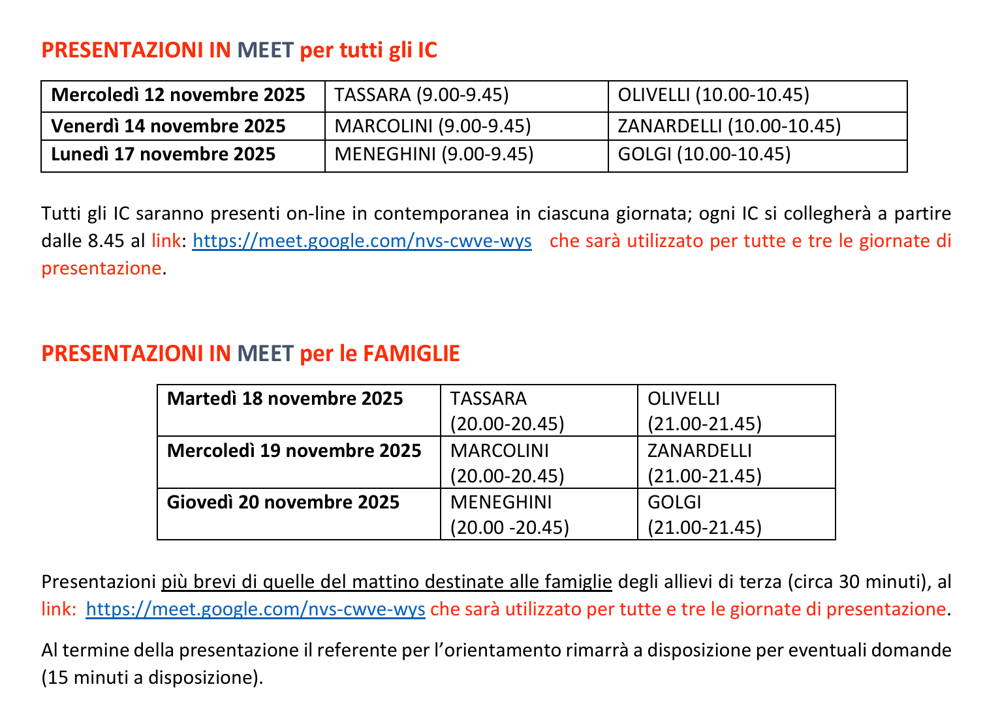 PRESENTAZIONI IN MEET per tutti gli IC
Mercoledì 12 novembre 2025 TASSARA (9.00-9.45) OLIVELLI (10.00-10.45)
Venerdì 14 novembre 2025 MARCOLINI (9.00-9.45) ZANARDELLI (10.00-10.45)
Lunedì 17 novembre 2025 MENEGHINI (9.00-9.45) GOLGI (10.00-10.45)
Tutti gli IC saranno presenti on-line in contemporanea in ciascuna giornata; ogni IC si collegherà a partire
dalle 8.45 al link: https://meet.google.com/nvs-cwve-wys che sarà utilizzato per tutte e tre le giornate di
presentazione.
PRESENTAZIONI IN MEET per le FAMIGLIE
Martedì 18 novembre 2025 TASSARA OLIVELLI
(20.00-20.45) (21.00-21.45)
Mercoledì 19 novembre 2025 MARCOLINI ZANARDELLI
(20.00-20.45) (21.00-21.45)
Giovedì 20 novembre 2025 MENEGHINI GOLGI
(20.00 -20.45) (21.00-21.45)
Presentazioni più brevi di quelle del mattino destinate alle famiglie degli allievi di terza (circa 30 minuti), al
link: https://meet.google.com/nvs-cwve-wys che sarà utilizzato per tutte e tre le giornate di presentazione.
Al termine della presentazione il referente per l’orientamento rimarrà a disposizione per eventuali domande
(15 minuti a disposizione).